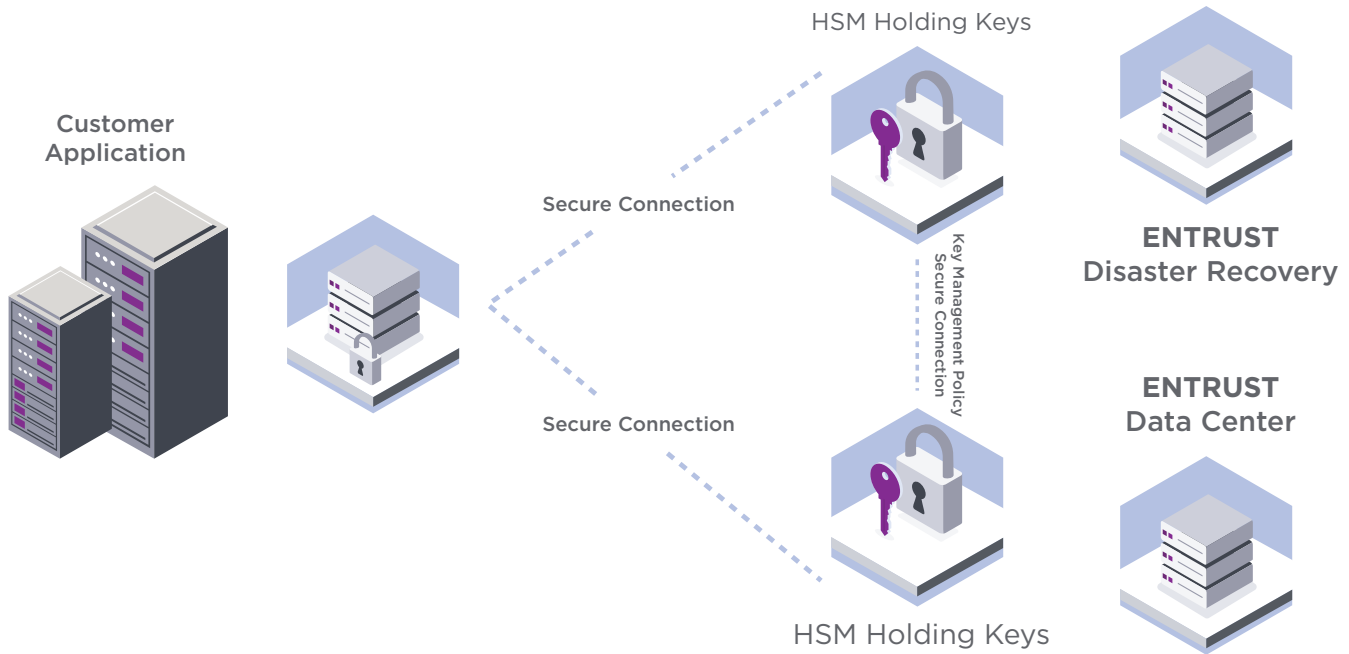 HSM Holding Keys
Customer
Application
Secure Connection
ENTRUST
Disaster Recovery
Key Management Policy
Secure Connection
ENTRUST
Data Center
Secure Connection
HSM Holding Keys